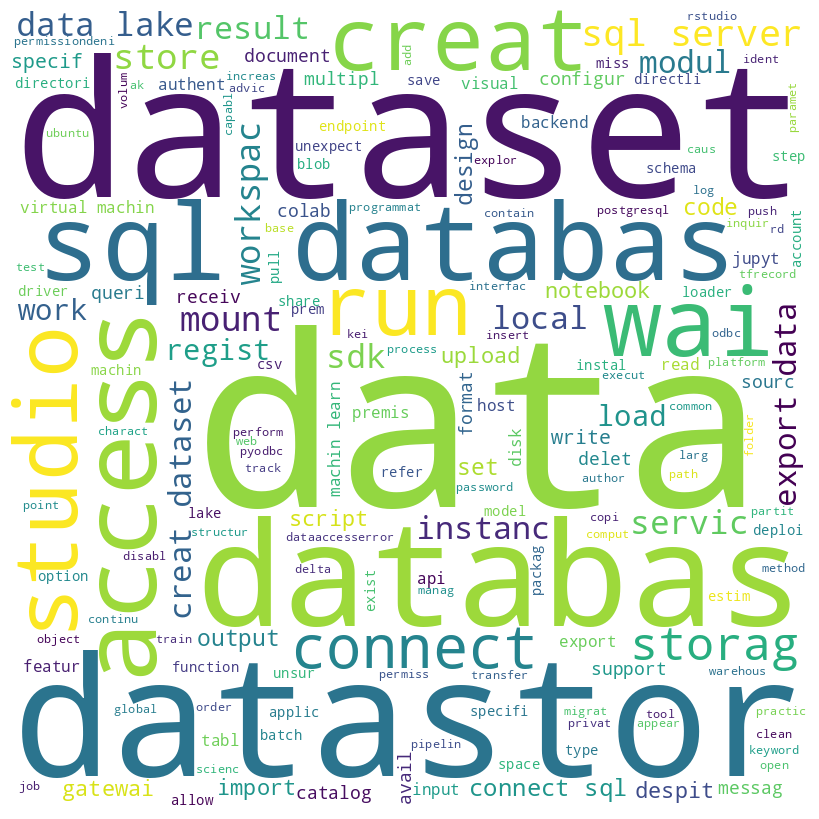 rstudio
data lake
result
creat
sql server
permissiondeni
add
specif
store
document
modul
miss
ident
directori
volum
ak
authent
increas
advic
multipl
save
visual
configur
directli
dataset
capabl
paramet
ubuntu
endpoint
unexpect
blob
explor
design
backend
schema
caus
step
log
virtual machin
workspac
colab
programmat
contain
postgresql
code
push
inquir
account
sql databas
base
test
driver
queri
pull
share
interfac
jupyt
rd
tfrecord
loader
work
receiv
mount
prem
run
notebook
local
wai
odbc
data
studio
access
regist
kei
sdk
process
upload
insert
instal
read
platform
machin
csv
data
execut
sourc
creat dataset
machin learn
premis
format
host
load
common
export data
charact
perform
web
pyodbc
track
refer
disk
set
write
delet
larg
author
path
folder
point
lake
structur
script
dataaccesserror
password
model
instanc
copi
servic
partit
deploi
comput
disabl
option
databas
delta
exist
api
manag
packag
method
estim
continu
object
train
output
connect
export
storag
featur
function
unsur
permiss
transfer
support
warehous
datastor
global
order
applic
specifi
migrat
privat
tool
appear
practic
tabl
batch
pipelin
type
clean
keyword
open
scienc
space
job
gatewai
allow
import
catalog
avail
input
connect sql
despit
messag